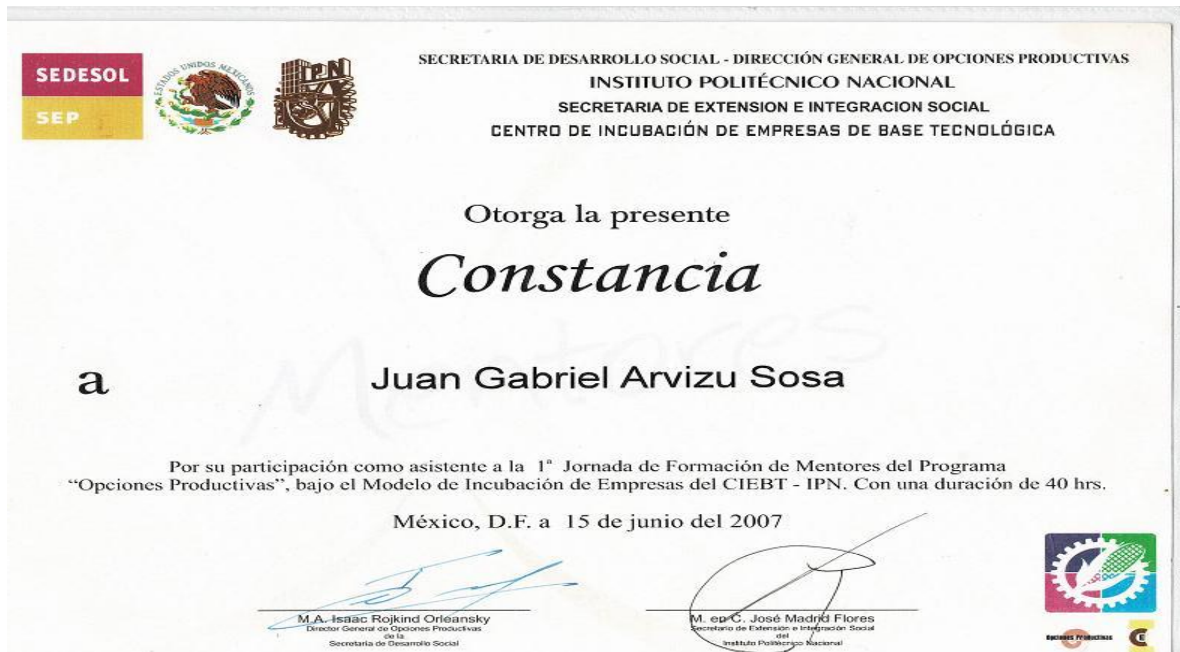 SEDESOL
SEP
ESTADOS UNIDOS MEXICANOS
IPN
SECRETARIA DE DESARROLLO SOCIAL - DIRECCIÓN GENERAL DE OPCIONES PRODUCTIVAS
INSTITUTO POLITÉCNICO NACIONAL
SECRETARIA DE EXTENSION E INTEGRACION SOCIAL
CENTRO DE INCUBACIÓN DE EMPRESAS DE BASE TECNOLÓGICA
Otorga la presente
Constancia
Mentores
a Juan Gabriel Arvizu Sosa
Por su participación como asistente a la 1ª Jornada de Formación de Mentores del Programa
“Opciones Productivas”, bajo el Modelo de Incubación de Empresas del CIEBT - IPN. Con una duración de 40 hrs.
México, D.F. a 15 de junio del 2007
M.A. Isaac Rojkind Orleansky
Director General de Opciones Productivas
de la
Secretaria de Desarrollo Social
M. en C. José Madrid Flores
Secretario de Extensión e Integración Social
del
Instituto Politécnico Nacional
Opciones Productivas